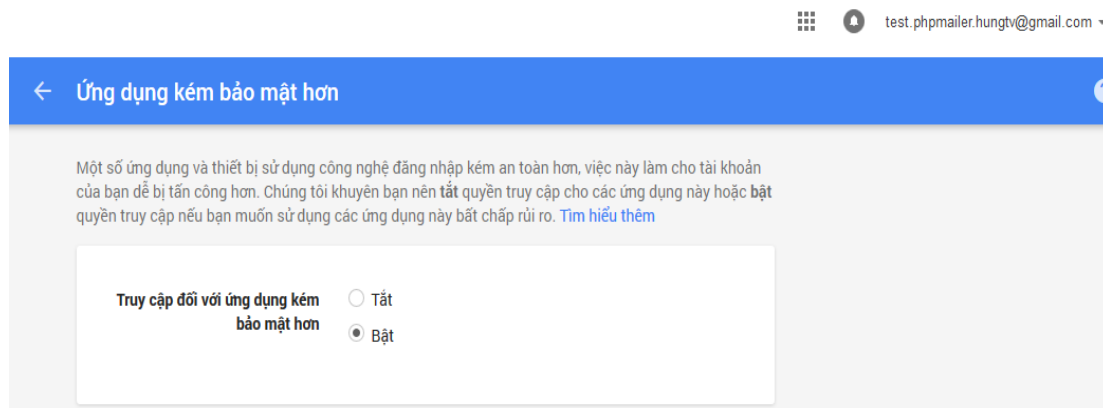 test.phpmailer.hungtv@gmail.com
Ứng dụng kém bảo mật hơn
Một số ứng dụng và thiết bị sử dụng công nghệ đăng nhập kém an toàn hơn, việc này làm cho tài khoản
của bạn dễ bị tấn công hơn. Chúng tôi khuyên bạn nên tắt quyền truy cập cho các ứng dụng này hoặc bật
quyền truy cập nếu bạn muốn sử dụng các ứng dụng này bất chấp rủi ro. Tìm hiểu thêm
Truy cập đối với ứng dụng kém
bảo mật hơn
Tắt
Bật